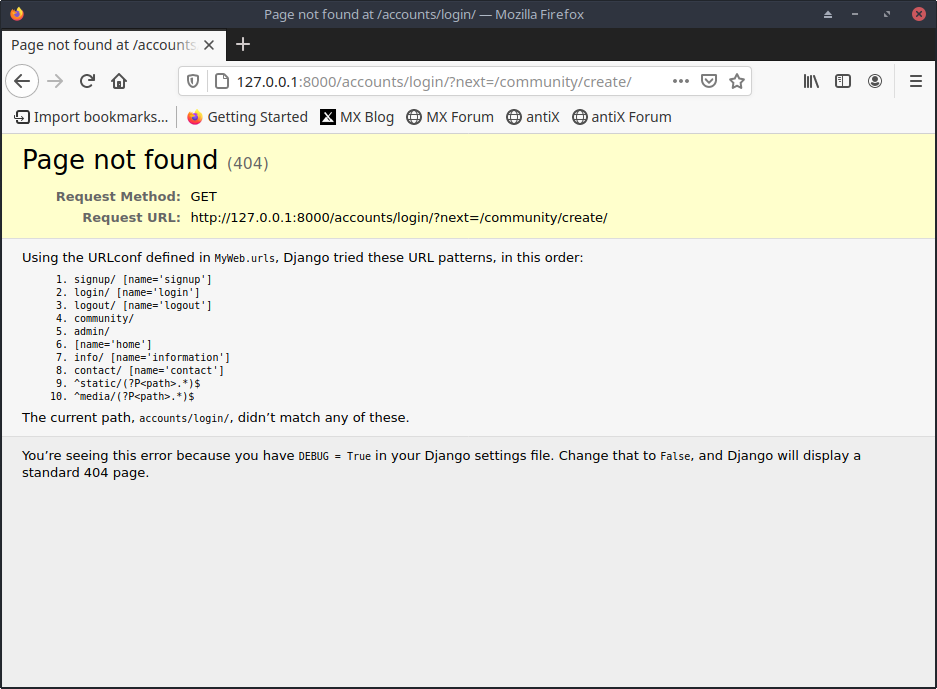 Page not found at /accounts/login/ — Mozilla Firefox
Page not found at /accounts
127.0.0.1:8000/accounts/login/?next=/community/create/
Import bookmarks... Getting Started MX Blog MX Forum antiX antiX Forum
Page not found (404)
Request Method: GET
Request URL: http://127.0.0.1:8000/accounts/login/?next=/community/create/
Using the URLconf defined in MyWeb.urls, Django tried these URL patterns, in this order:
1. signup/ [name='signup']
2. login/ [name='login']
3. logout/ [name='logout']
4. community/
5. admin/
6. [name='home']
7. info/ [name='information']
8. contact/ [name='contact']
9. ^static/(?P<path>.*)$
10. ^media/(?P<path>.*)$
The current path, accounts/login/, didn’t match any of these.
You’re seeing this error because you have DEBUG = True in your Django settings file. Change that to False, and Django will display a
standard 404 page.